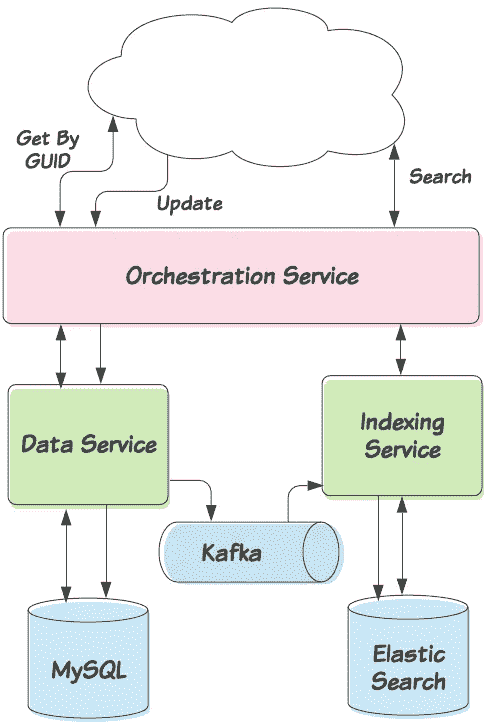 Get By
GUID
Update
Search
Orchestration Service
Data Service
Indexing
Service
Kafka
MySQL
Elastic
Search